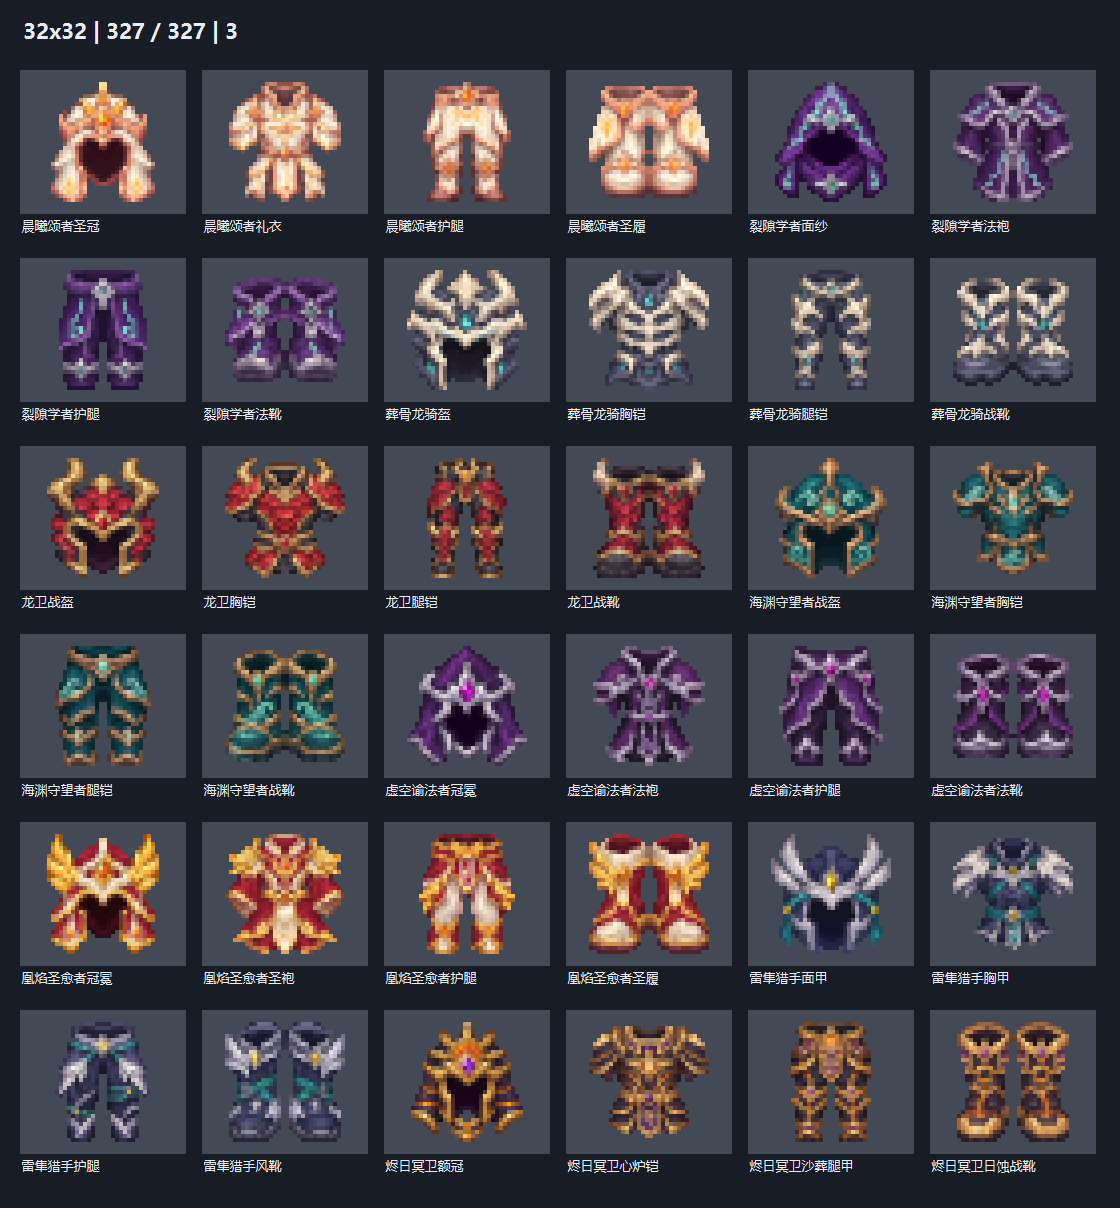 32x32 | 327 / 327 | 3
晨曦颂者圣冠 晨曦颂者礼衣 晨曦颂者护腿 晨曦颂者圣履 裂隙学者面纱 裂隙学者法袍
裂隙学者护腿 裂隙学者法靴 葬骨龙骑盔 葬骨龙骑胸铠 葬骨龙骑腿铠 葬骨龙骑战靴
龙卫战盔 龙卫胸铠 龙卫腿铠 龙卫战靴 海渊守望者战盔 海渊守望者胸铠
海渊守望者腿铠 海渊守望者战靴 虚空谕法者冠冕 虚空谕法者法袍 虚空谕法者护腿 虚空谕法者法靴
凰焰圣愈者冠冕 凰焰圣愈者圣袍 凰焰圣愈者护腿 凰焰圣愈者圣履 雷隼猎手面甲 雷隼猎手胸甲
雷隼猎手护腿 雷隼猎手风靴 烬日冥卫额冠 烬日冥卫心炉铠 烬日冥卫沙葬腿甲 烬日冥卫日蚀战靴